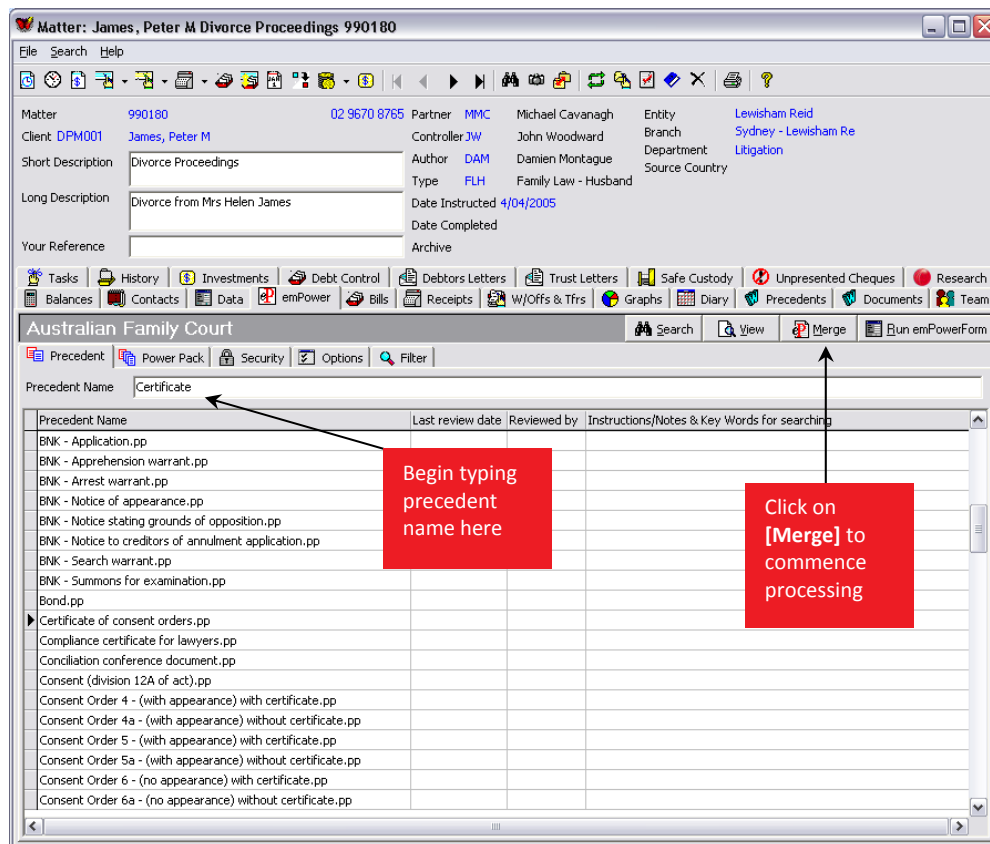 Matter: James, Peter M Divorce Proceedings 990180
File Search Help
Matter 990180 02 9670 8765 Partner MMC Michael Cavanagh Entity Lewisham Reid
Client DPM001 James, Peter M Controller JW John Woodward Branch Sydney - Lewisham Re
Short Description Divorce Proceedings Author DAM Damien Montague Department Litigation
Type FLH Family Law - Husband Source Country
Long Description Divorce from Mrs Helen James Date Instructed 4/04/2005
Date Completed
Your Reference Archive
Tasks History Investments Debt Control Debtors Letters Trust Letters Safe Custody Unpresented Cheques Research
Balances Contacts Data emPower Bills Receipts W/Offs & Tfrs Graphs Diary Precedents Documents Team
Australian Family Court Search View Merge Run emPowerForm
Precedent Power Pack Security Options Filter
Precedent Name Certificate
Precedent Name Last review date Reviewed by Instructions/Notes & Key Words for searching
BNK - Application.pp
BNK - Apprehension warrant.pp
BNK - Arrest warrant.pp
BNK - Notice of appearance.pp
BNK - Notice stating grounds of opposition.pp
BNK - Notice to creditors of annulment application.pp
BNK - Search warrant.pp
BNK - Summons for examination.pp
Bond.pp
Certificate of consent orders.pp
Compliance certificate for lawyers.pp
Conciliation conference document.pp
Consent (division 12A of act).pp
Consent Order 4 - (with appearance) with certificate.pp
Consent Order 4a - (with appearance) without certificate.pp
Consent Order 5 - (with appearance) with certificate.pp
Consent Order 5a - (with appearance) without certificate.pp
Consent Order 6 - (no appearance) with certificate.pp
Consent Order 6a - (no appearance) without certificate.pp
Begin typing
precedent
name here
Click on
[Merge] to
commence
processing